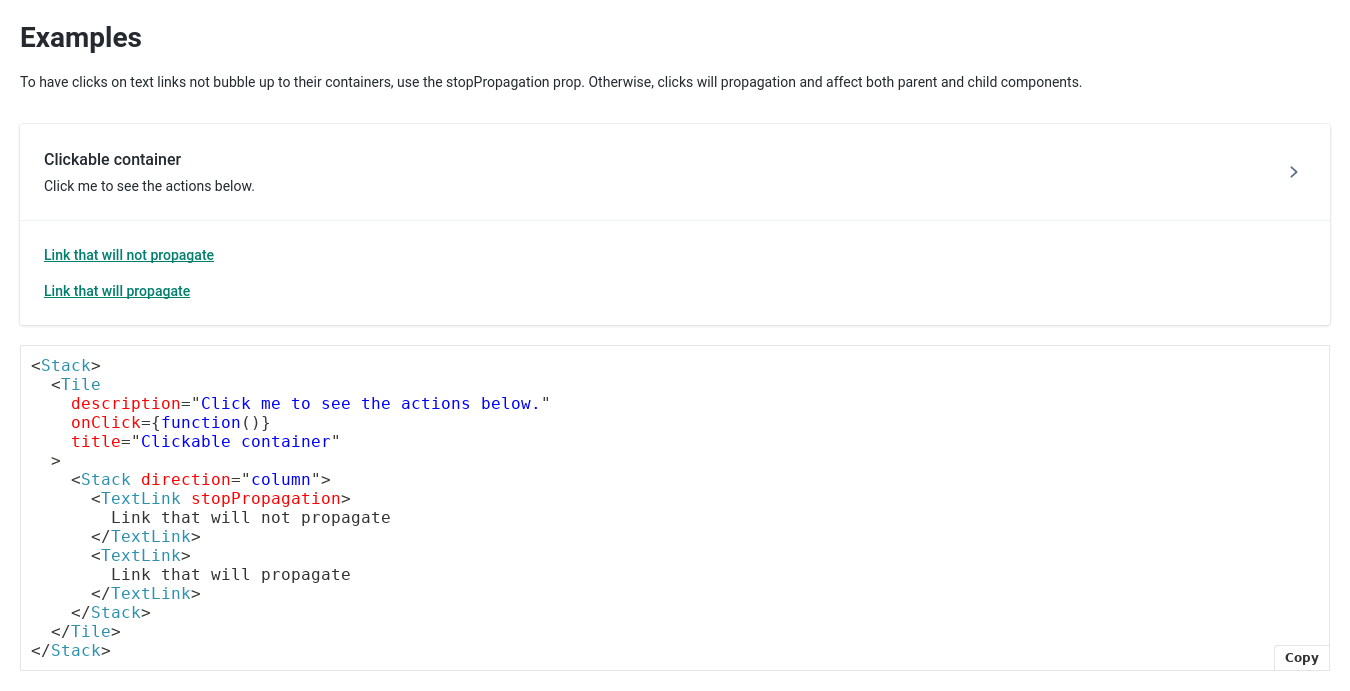 Examples
To have clicks on text links not bubble up to their containers, use the stopPropagation prop. Otherwise, clicks will propagation and affect both parent and child components.
Clickable container
Click me to see the actions below.
Link that will not propagate
Link that will propagate
<Stack>
  <Tile
    description="Click me to see the actions below."
    onClick={function()}
    title="Clickable container"
  >
    <Stack direction="column">
      <TextLink stopPropagation>
        Link that will not propagate
      </TextLink>
      <TextLink>
        Link that will propagate
      </TextLink>
    </Stack>
  </Tile>
</Stack>
Copy